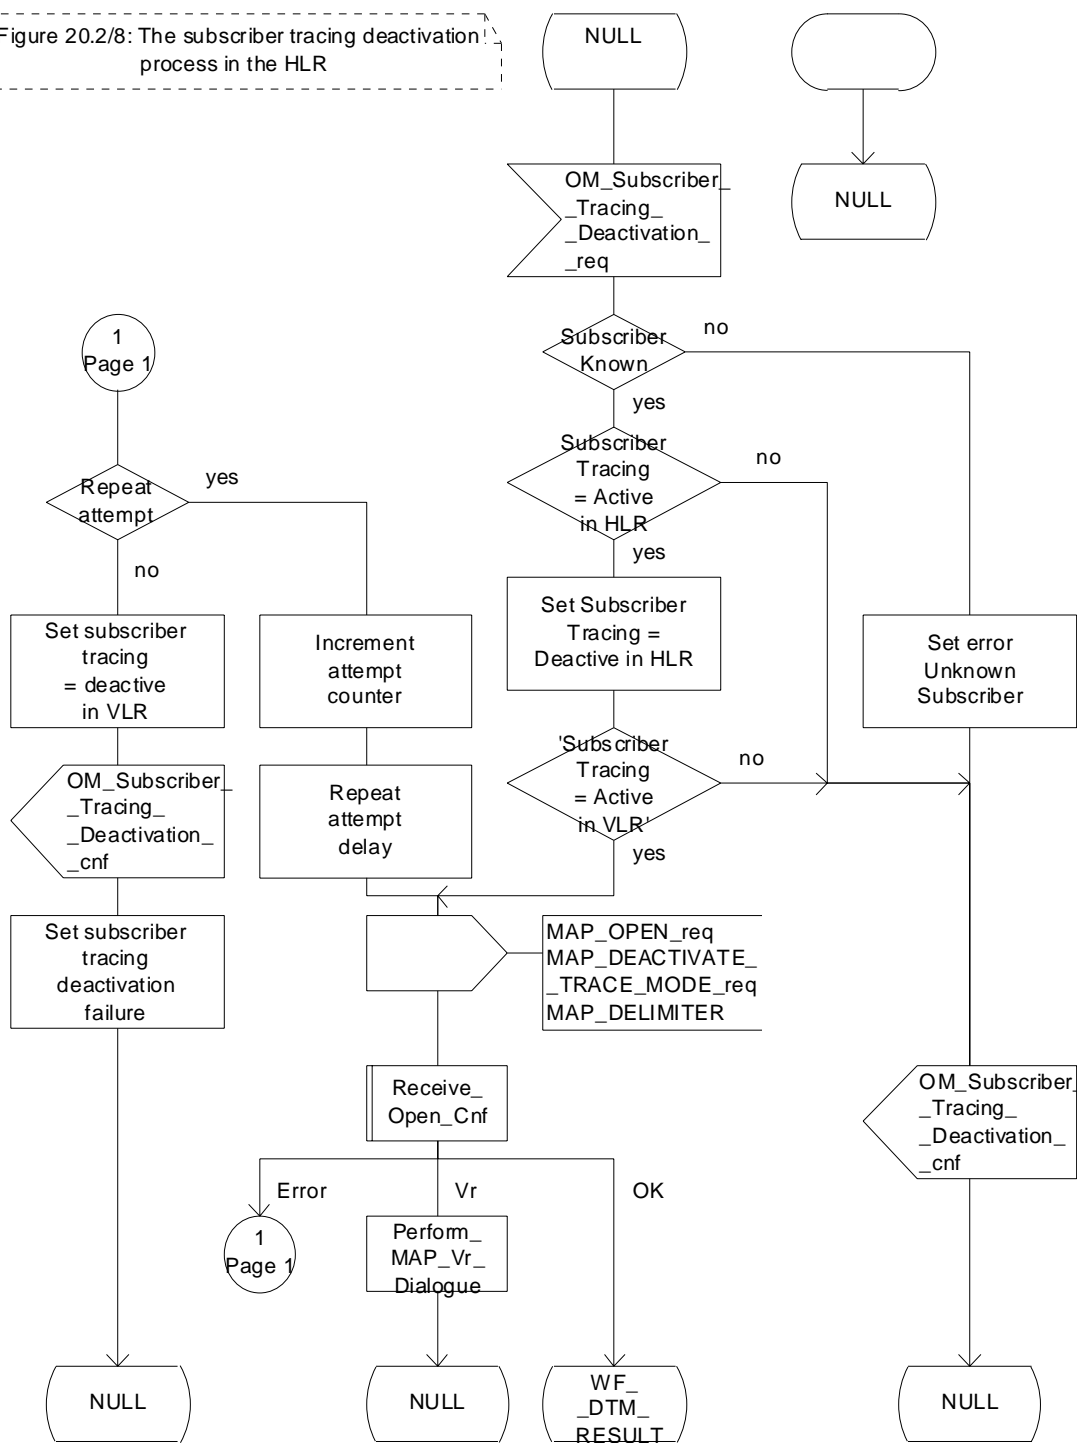 Figure 20.2/8: The subscriber tracing deactivation
process in the HLR
NULL
NULL
OM_Subscriber_
_Tracing_
_Deactivation_
_req
Subscriber
Known
no
yes
Subscriber
Tracing
= Active
in HLR
no
yes
Set Subscriber
Tracing =
Deactive in HLR
Set error
Unknown
Subscriber
'Subscriber
Tracing
= Active
in VLR'
no
yes
1
Page 1
Repeat
attempt
yes
no
Set subscriber
tracing
= deactive
in VLR
Increment
attempt
counter
OM_Subscriber_
_Tracing_
_Deactivation_
_cnf
Repeat
attempt
delay
Set subscriber
tracing
deactivation
failure
MAP_OPEN_req
MAP_DEACTIVATE_
_TRACE_MODE_req
MAP_DELIMITER
Receive_
Open_Cnf
OM_Subscriber_
_Tracing_
_Deactivation_
_cnf
Error
Vr
OK
1
Page 1
Perform_
MAP_Vr_
Dialogue
NULL
NULL
WF_
_DTM_
RESULT
NULL